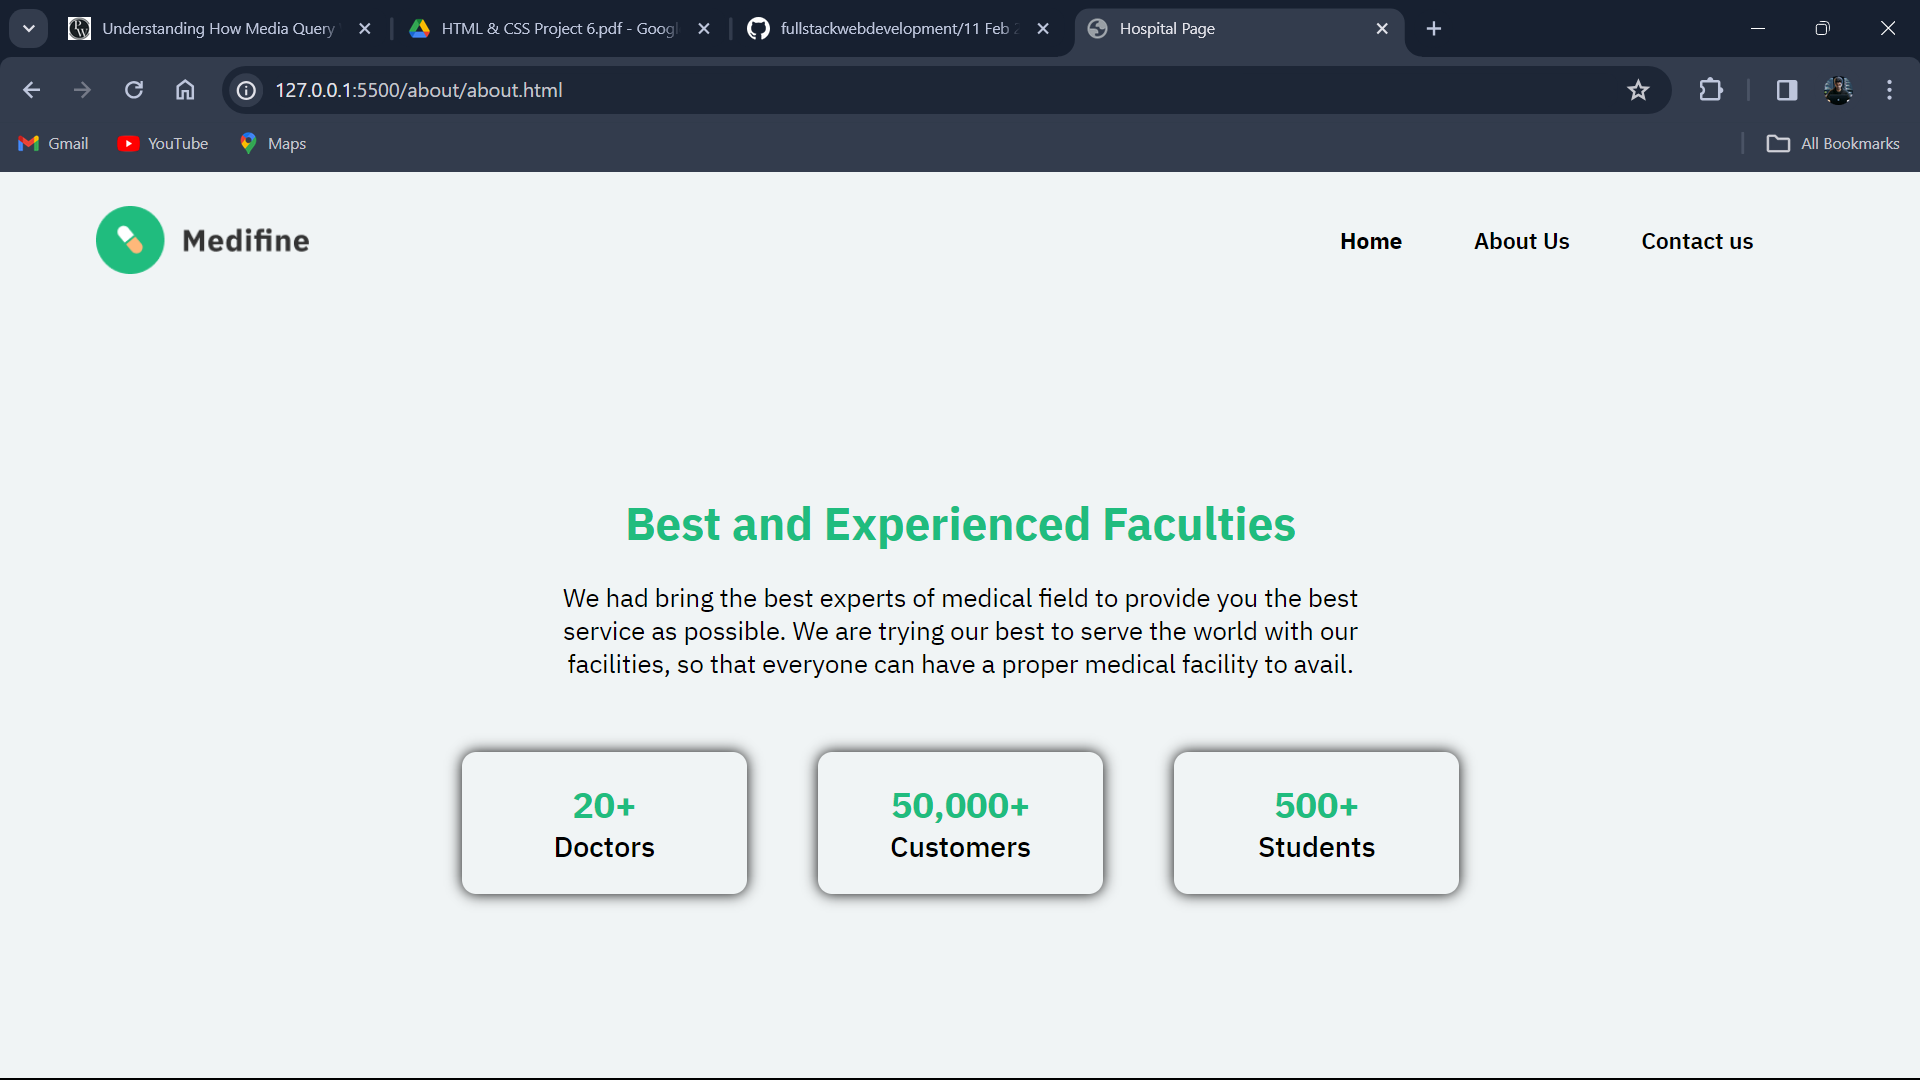 Understanding How Media Query
HTML & CSS Project 6.pdf - Googl
fullstackwebdevelopment/11 Feb 2
Hospital Page
127.0.0.1:5500/about/about.html
Gmail
YouTube
Maps
All Bookmarks
Medifine
Home
About Us
Contact us
Best and Experienced Faculties
We had bring the best experts of medical field to provide you the best
service as possible. We are trying our best to serve the world with our
facilities, so that everyone can have a proper medical facility to avail.
20+
Doctors
50,000+
Customers
500+
Students